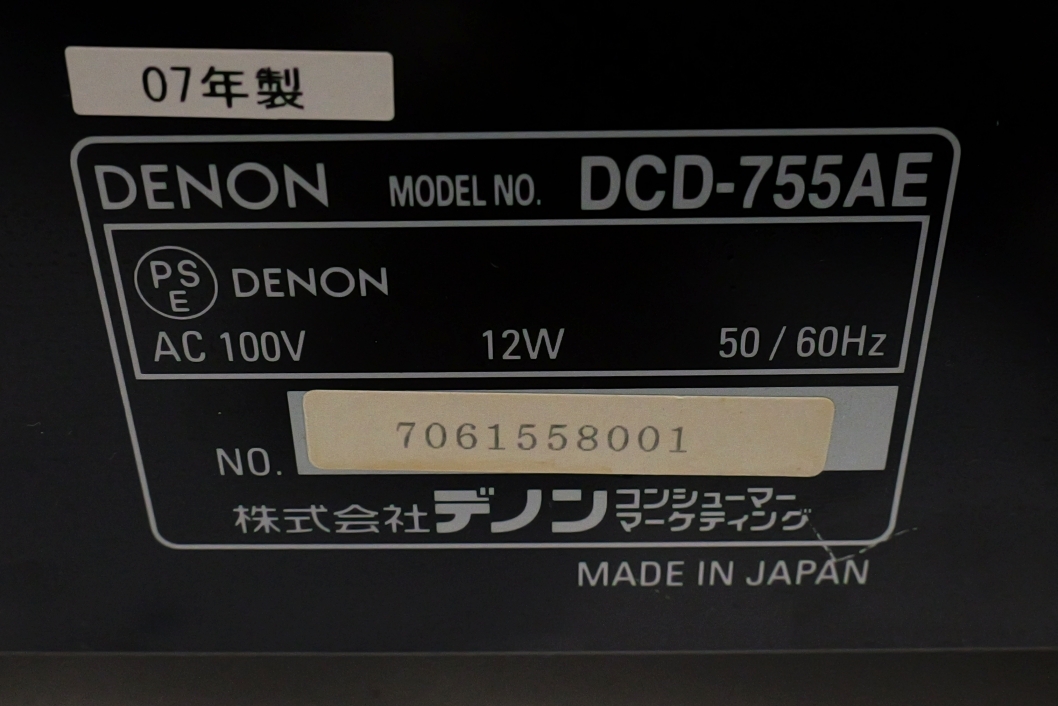 07年製
DENON MODEL NO. DCD-755AE
PSE DENON
AC 100V 12W 50 / 60Hz
NO. 7061558001
株式会社デノン コンシューマー
マーケティング
MADE IN JAPAN